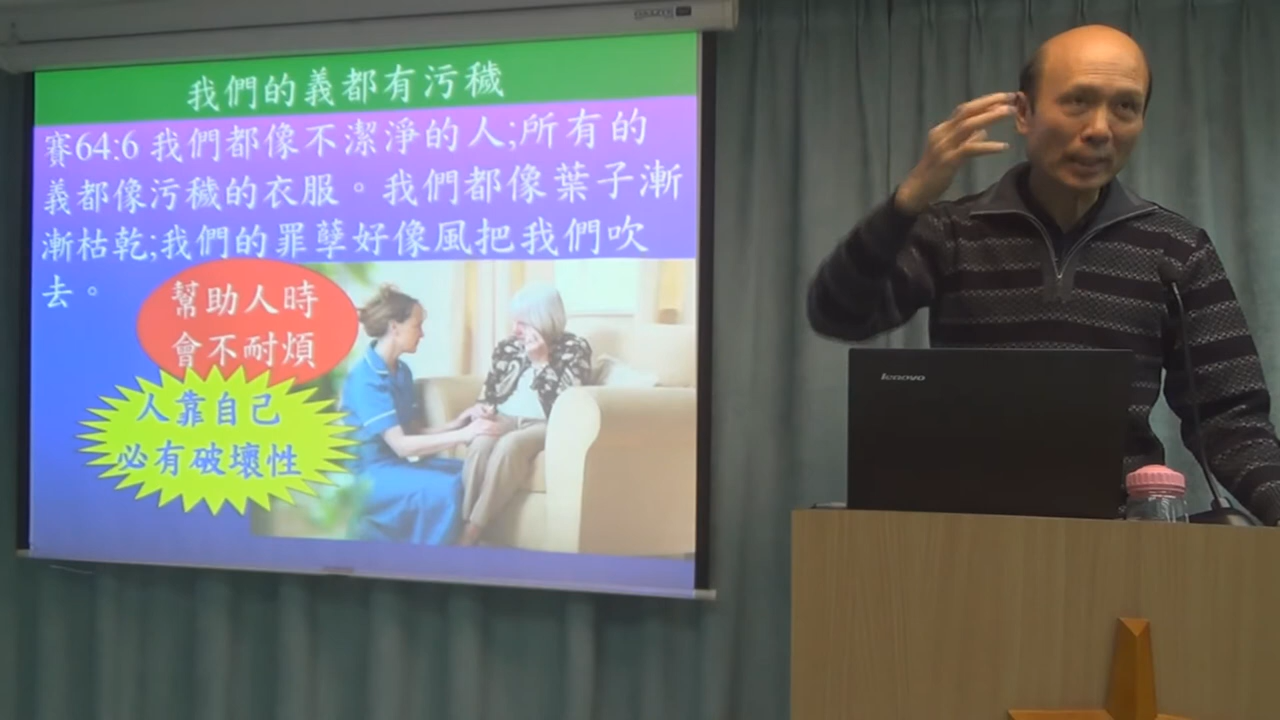 我們的義都有污穢
賽64:6 我們都像不潔淨的人;所有的
義都像污穢的衣服。我們都像葉子漸
漸枯乾;我們的罪孽好像風把我們吹
去。
幫助人時
會不耐煩
人靠自己
必有破壞性
lenovo